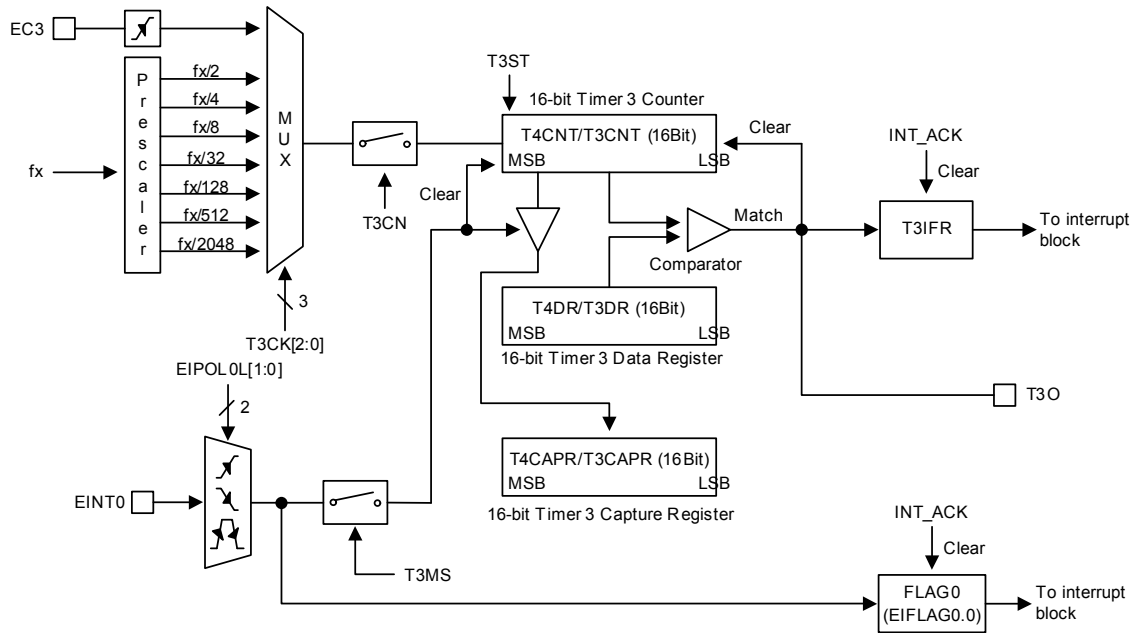 EC3
T3ST
Prescaler
fx/2
fx/4
fx/8
fx/32
fx/128
fx/512
fx/2048
fx
MUX
3
T3CK[2:0]
T3CN
16-bit Timer 3 Counter
T4CNT/T3CNT (16Bit)
MSB LSB
Clear
Clear
INT_ACK
Clear
Match
T3IFR
To interrupt
block
Comparator
T4DR/T3DR (16Bit)
MSB LSB
16-bit Timer 3 Data Register
T3O
EIPOL0L[1:0]
2
T4CAPR/T3CAPR (16Bit)
MSB LSB
16-bit Timer 3 Capture Register
EINT0
T3MS
INT_ACK
Clear
FLAG0
(EIFLAG0.0)
To interrupt
block